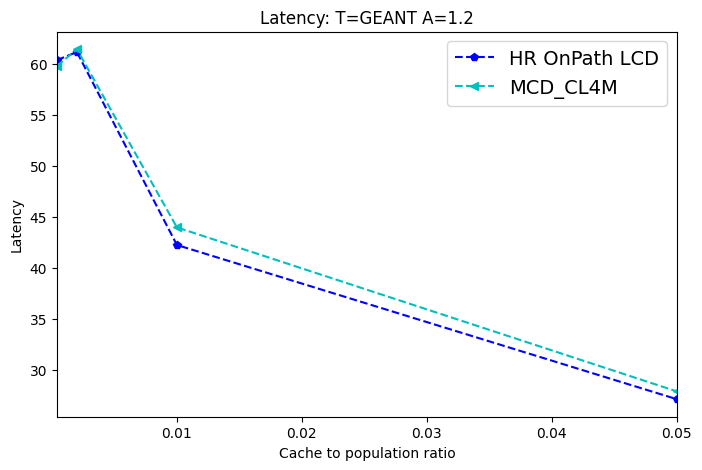 Latency: T=GEANT A=1.2
HR OnPath LCD
MCD_CL4M
Latency
60
55
50
45
40
35
30
0.01
0.02
0.03
0.04
0.05
Cache to population ratio